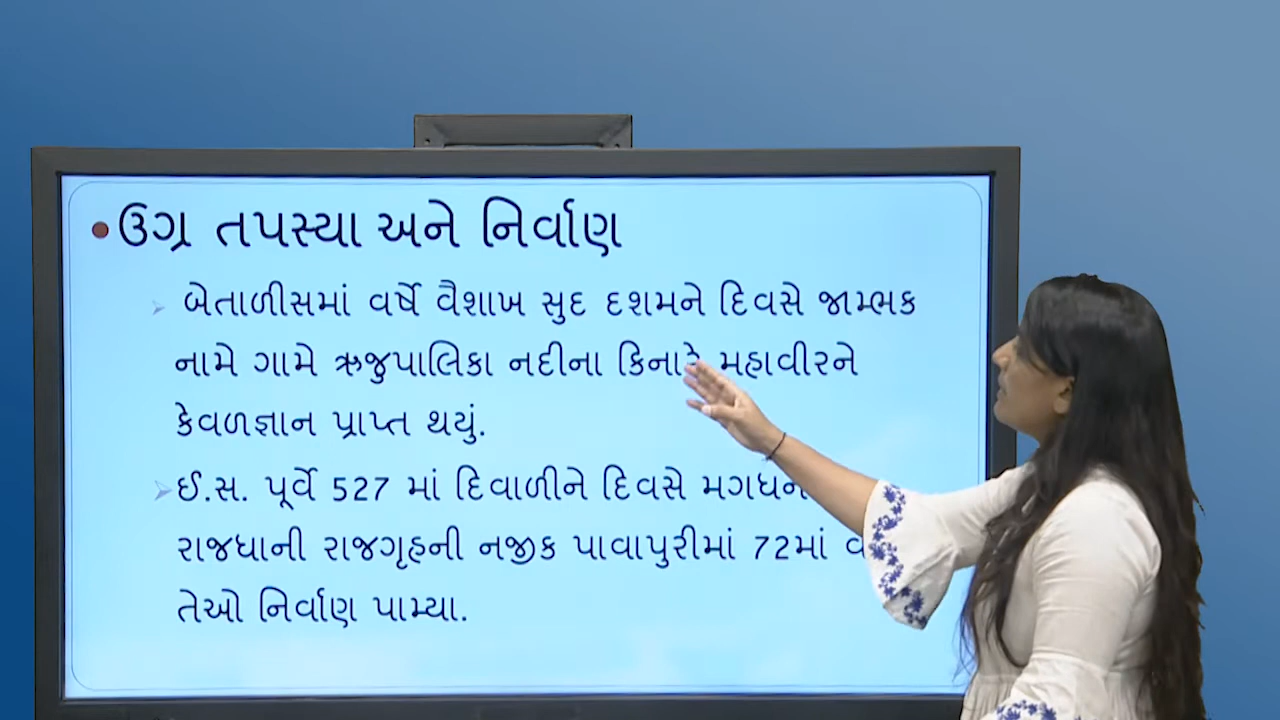 ઉગ્ર તપસ્યા અને નિર્વાણ
બેતાળીસમાં વર્ષે વૈશાખ સુદ દશમને દિવસે જામ્ભક
નામે ગામે ઋજુપાલિકા નદીના કિનારે મહાવીરને
કેવળજ્ઞાન પ્રાપ્ત થયું.
ઈ.સ. પૂર્વે 527 માં દિવાળીને દિવસે
રાજધાની રાજગૃહની નજીક પાવાપુરીમાં 72માં
તેઓ નિર્વાણ પામ્યા.